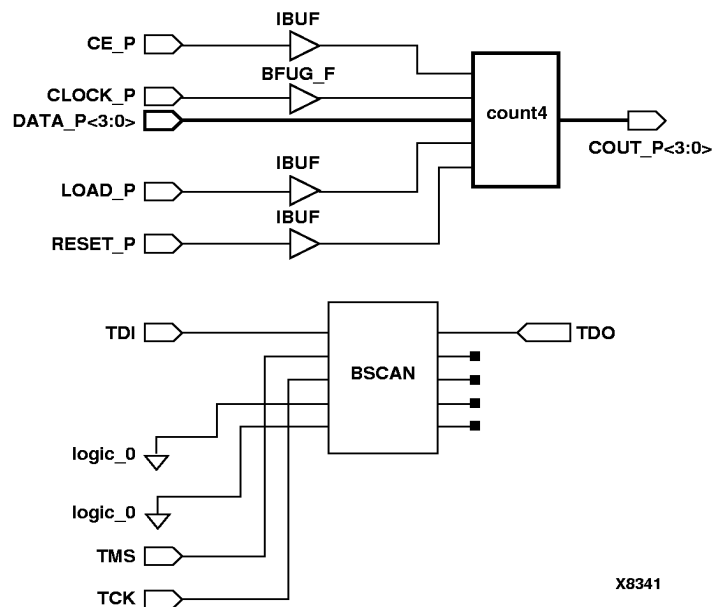 IBUF
CE_P
BFUG_F
CLOCK_P
DATA_P<3:0>
count4
COUT_P<3:0>
IBUF
LOAD_P
IBUF
RESET_P
TDI
TDO
BSCAN
logic_0
logic_0
TMS
TCK
X8341